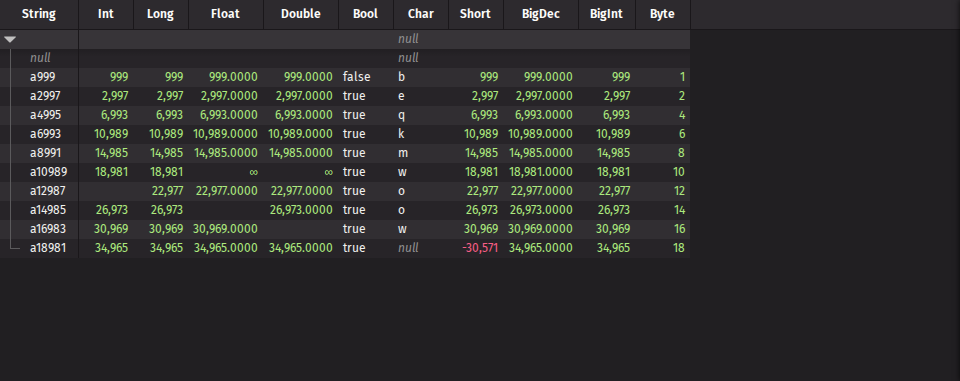 String Int Long Float Double Bool Char Short BigDec BigInt Byte
null
null null
a999 999 999 999.0000 999.0000 false b 999 999.0000 999 1
a2997 2,997 2,997 2,997.0000 2,997.0000 true e 2,997 2,997.0000 2,997 2
a4995 6,993 6,993 6,993.0000 6,993.0000 true q 6,993 6,993.0000 6,993 4
a6993 10,989 10,989 10,989.0000 10,989.0000 true k 10,989 10,989.0000 10,989 6
a8991 14,985 14,985 14,985.0000 14,985.0000 true m 14,985 14,985.0000 14,985 8
a10989 18,981 18,981 ∞ ∞ true w 18,981 18,981.0000 18,981 10
a12987 22,977 22,977.0000 22,977.0000 true o 22,977 22,977.0000 22,977 12
a14985 26,973 26,973 26,973.0000 true o 26,973 26,973.0000 26,973 14
a16983 30,969 30,969 30,969.0000 true w 30,969 30,969.0000 30,969 16
a18981 34,965 34,965 34,965.0000 34,965.0000 true null -30,571 34,965.0000 34,965 18